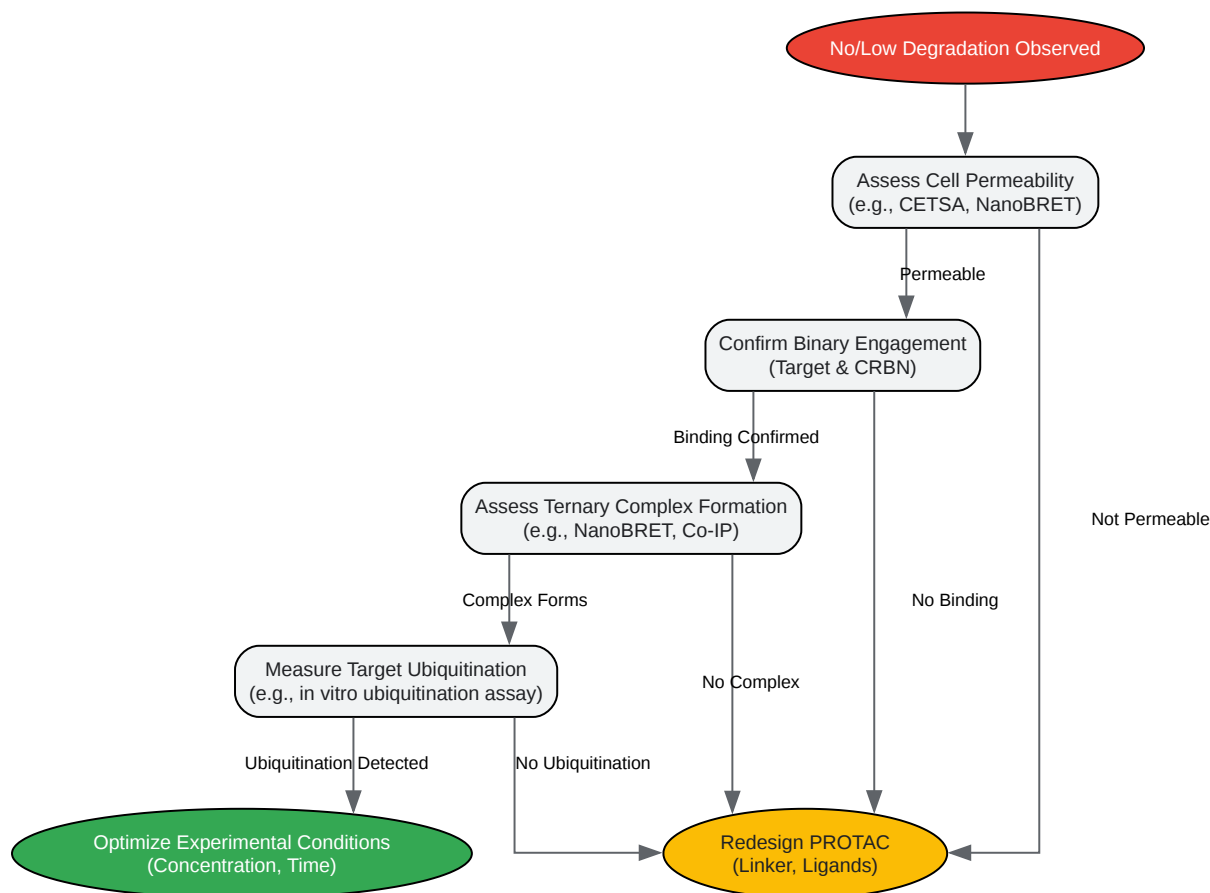 No/Low Degradation Observed
Assess Cell Permeability
(e.g., CETSA, NanoBRET)
Permeable
Confirm Binary Engagement
(Target & CRBN)
Binding Confirmed
Assess Ternary Complex Formation
(e.g., NanoBRET, Co-IP)
Not Permeable
Complex Forms
No Binding
Measure Target Ubiquitination
(e.g., in vitro ubiquitination assay)
No Complex
Ubiquitination Detected
No Ubiquitination
Optimize Experimental Conditions
(Concentration, Time)
Redesign PROTAC
(Linker, Ligands)